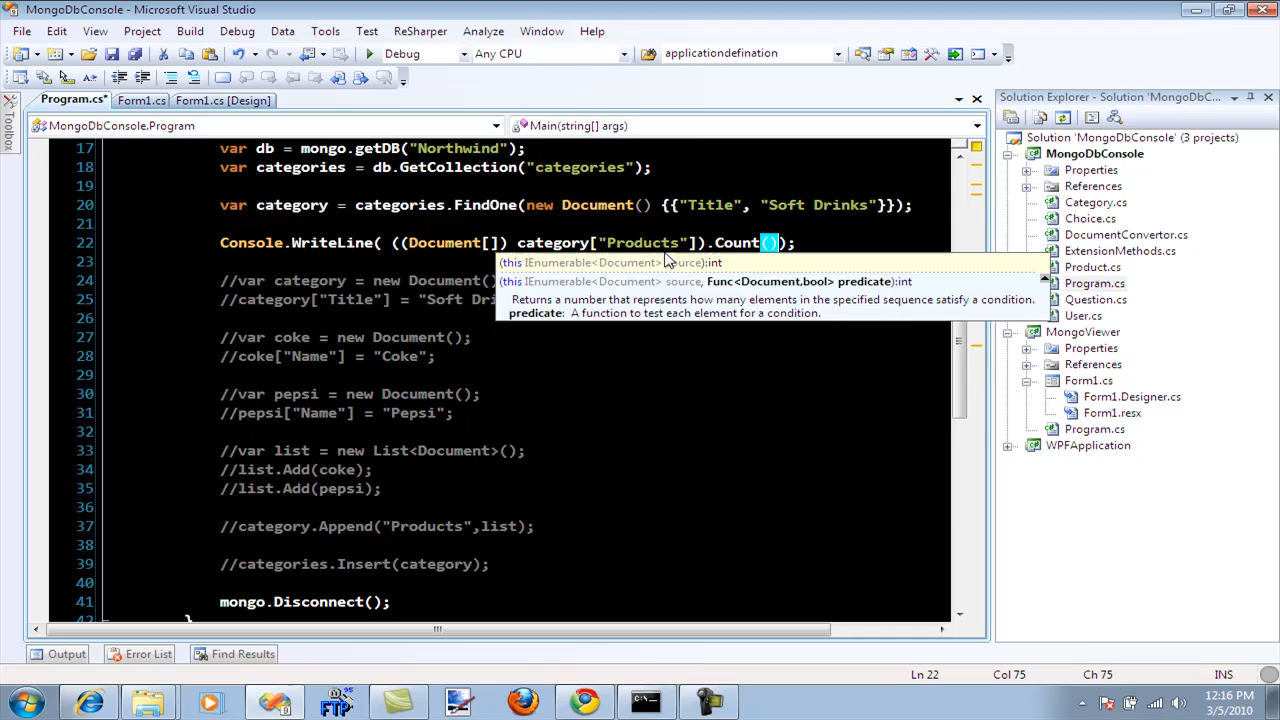 MongoDbConsole - Microsoft Visual Studio
File Edit View Project Build Debug Data Tools Test ReSharper Analyze Window Help
Debug Any CPU applicationdefination
Program.cs* Form1.cs Form1.cs [Design]
MongoDbConsole.Program Main(string[] args)
Toolbox
17 var db = mongo.getDB("Northwind");
18 var categories = db.GetCollection("categories");
19
20 var category = categories.FindOne(new Document() {{"Title", "Soft Drinks"}});
21
22 Console.WriteLine( ((Document[]) category["Products"]).Count());
23
(this IEnumerable<Document> source):int
24 //var category = new Document()
(this IEnumerable<Document> source, Func<Document,bool> predicate):int
25 //category["Title"] = "Soft Dri
Returns a number that represents how many elements in the specified sequence satisfy a condition.
predicate: A function to test each element for a condition.
26
27 //var coke = new Document();
28 //coke["Name"] = "Coke";
29
30 //var pepsi = new Document();
31 //pepsi["Name"] = "Pepsi";
32
33 //var list = new List<Document>();
34 //list.Add(coke);
35 //list.Add(pepsi);
36
37 //category.Append("Products",list);
38
39 //categories.Insert(category);
40
41 mongo.Disconnect();
42 }
Solution Explorer - Solution 'MongoDbC...
Solution 'MongoDbConsole' (3 projects)
MongoDbConsole
Properties
References
Category.cs
Choice.cs
DocumentConvertor.cs
ExtensionMethods.cs
Product.cs
Program.cs
Question.cs
User.cs
MongoViewer
Properties
References
Form1.cs
Form1.Designer.cs
Form1.resx
Program.cs
WPFApplication
Output Error List Find Results
Ln 22 Col 75 Ch 75 INS
FTP
12:16 PM
3/5/2010